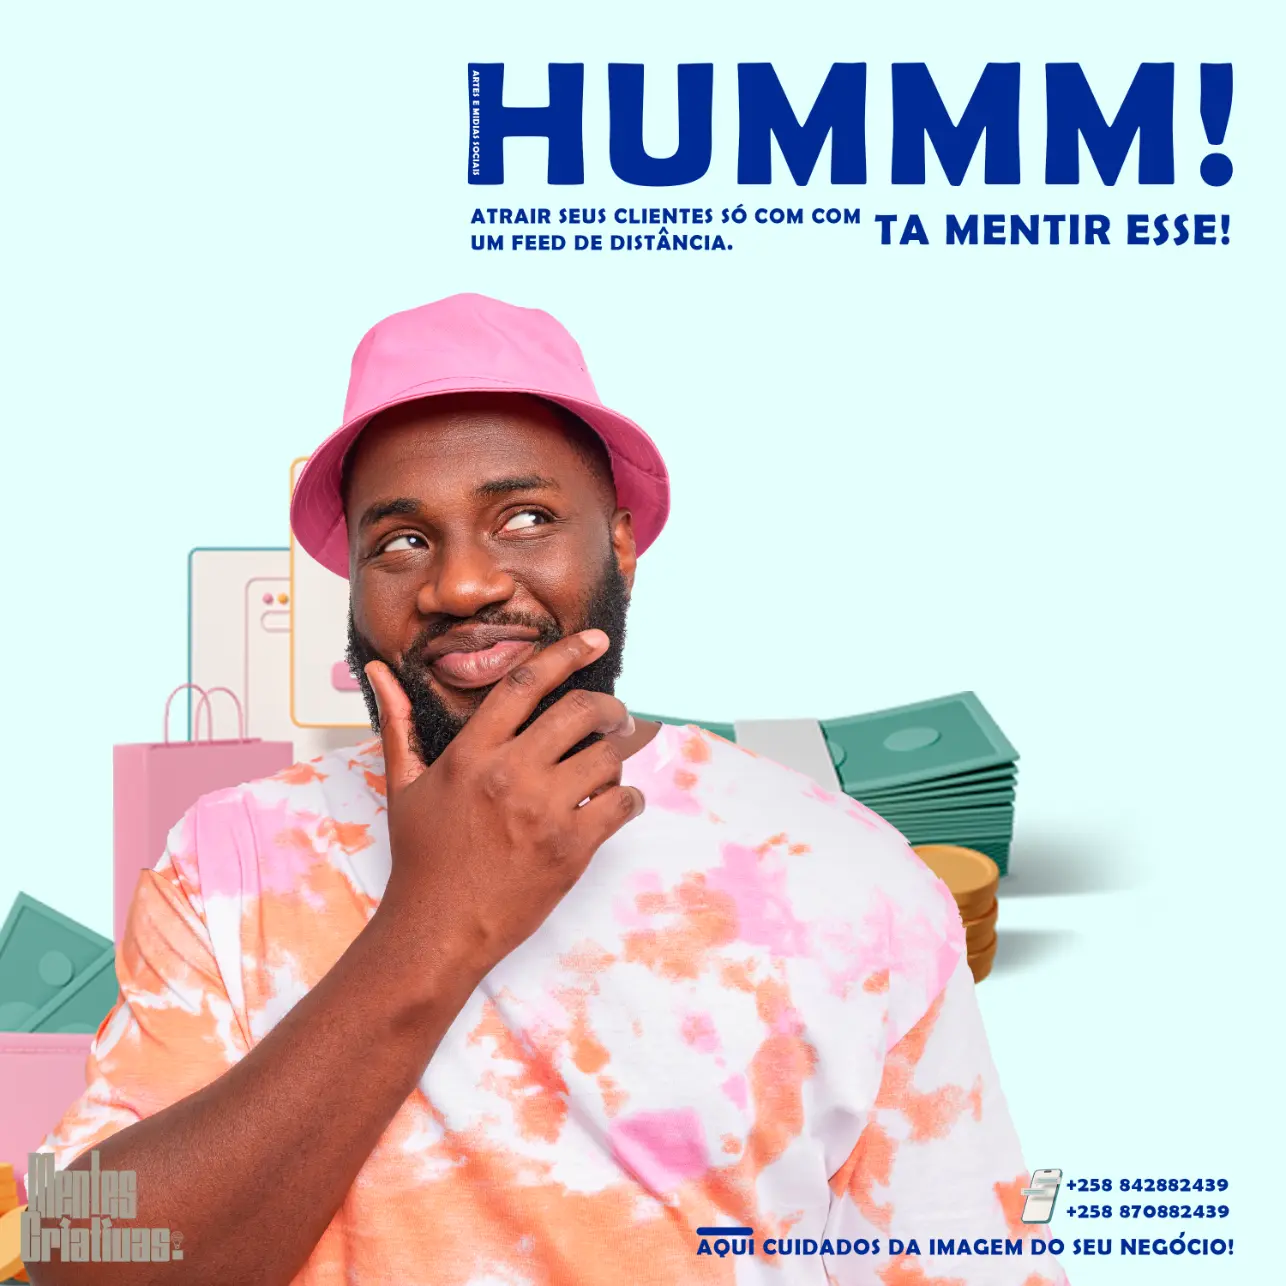 HUMMM!
ARTES E MIDIAS SOCIAIS
ATRAIR SEUS CLIENTES SÓ COM COM
UM FEED DE DISTÂNCIA.
TA MENTIR ESSE!
Mentes
Criativas.
+258 842882439
+258 870882439
AQUI CUIDADOS DA IMAGEM DO SEU NEGÓCIO!